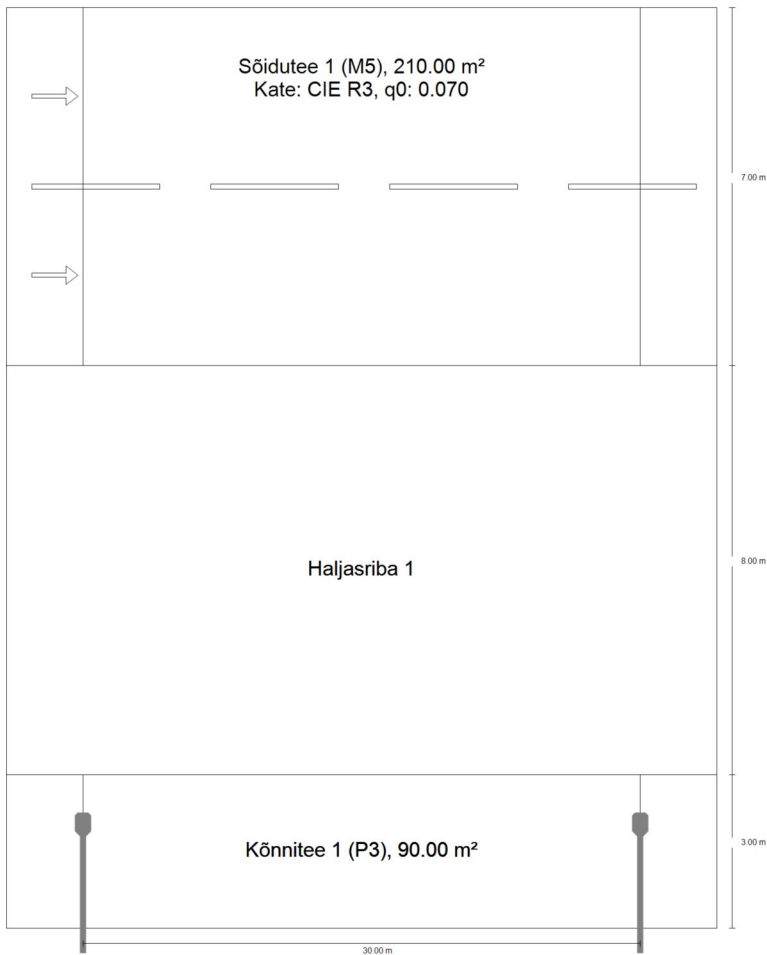 Sõidutee 1 (M5), 210.00 m²
Kate: CIE R3, q0: 0.070
7.00 m
Haljasriba 1
8.00 m
Kõnnitee 1 (P3), 90.00 m²
3.00 m
30.00 m